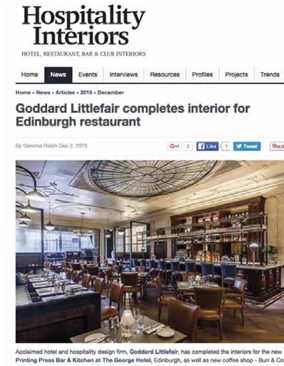 Hospitality
Interiors
HOTEL, RESTAURANT, BAR & CLUB INTERIORS
Home News Events Interviews Resources Profiles Projects Trends
Home • News • Articles • 2015 • December
Goddard Littlefair completes interior for
Edinburgh restaurant
By Gemma Ralph Dec 2, 2015
G+1 2 Like 1 Tweet
Acclaimed hotel and hospitality design firm, Goddard Littlefair, has completed the interiors for the new
Printing Press Bar & Kitchen at The George Hotel, Edinburgh, as well as new coffee shop - Burr & Co